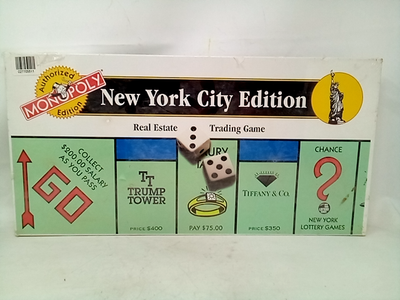 Authorized
MONOPOLY
Edition
New York City Edition
Real Estate
Trading Game
COLLECT
$200.00 SALARY
AS YOU PASS
GO
TT
TRUMP
TOWER
PRICE $400
PAY $75.00
TIFFANY & CO.
PRICE $350
CHANCE
?
NEW YORK
LOTTERY GAMES